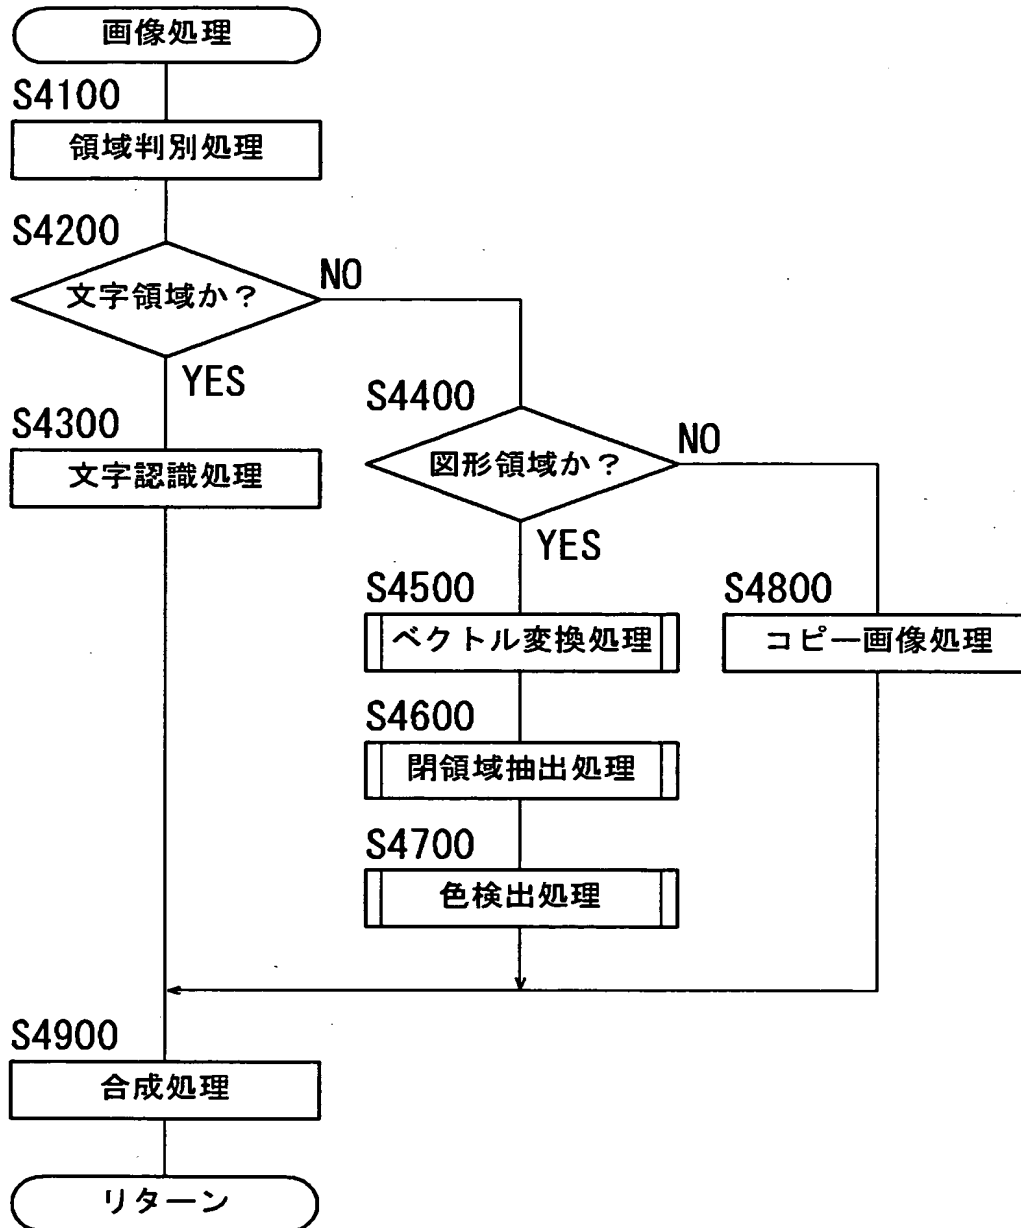 画像処理
S4100
領域判別処理
S4200
文字領域か？
NO
YES
S4300
文字認識処理
S4400
図形領域か？
NO
YES
S4500
ベクトル変換処理
S4800
コピー画像処理
S4600
閉領域抽出処理
S4700
色検出処理
S4900
合成処理
リターン